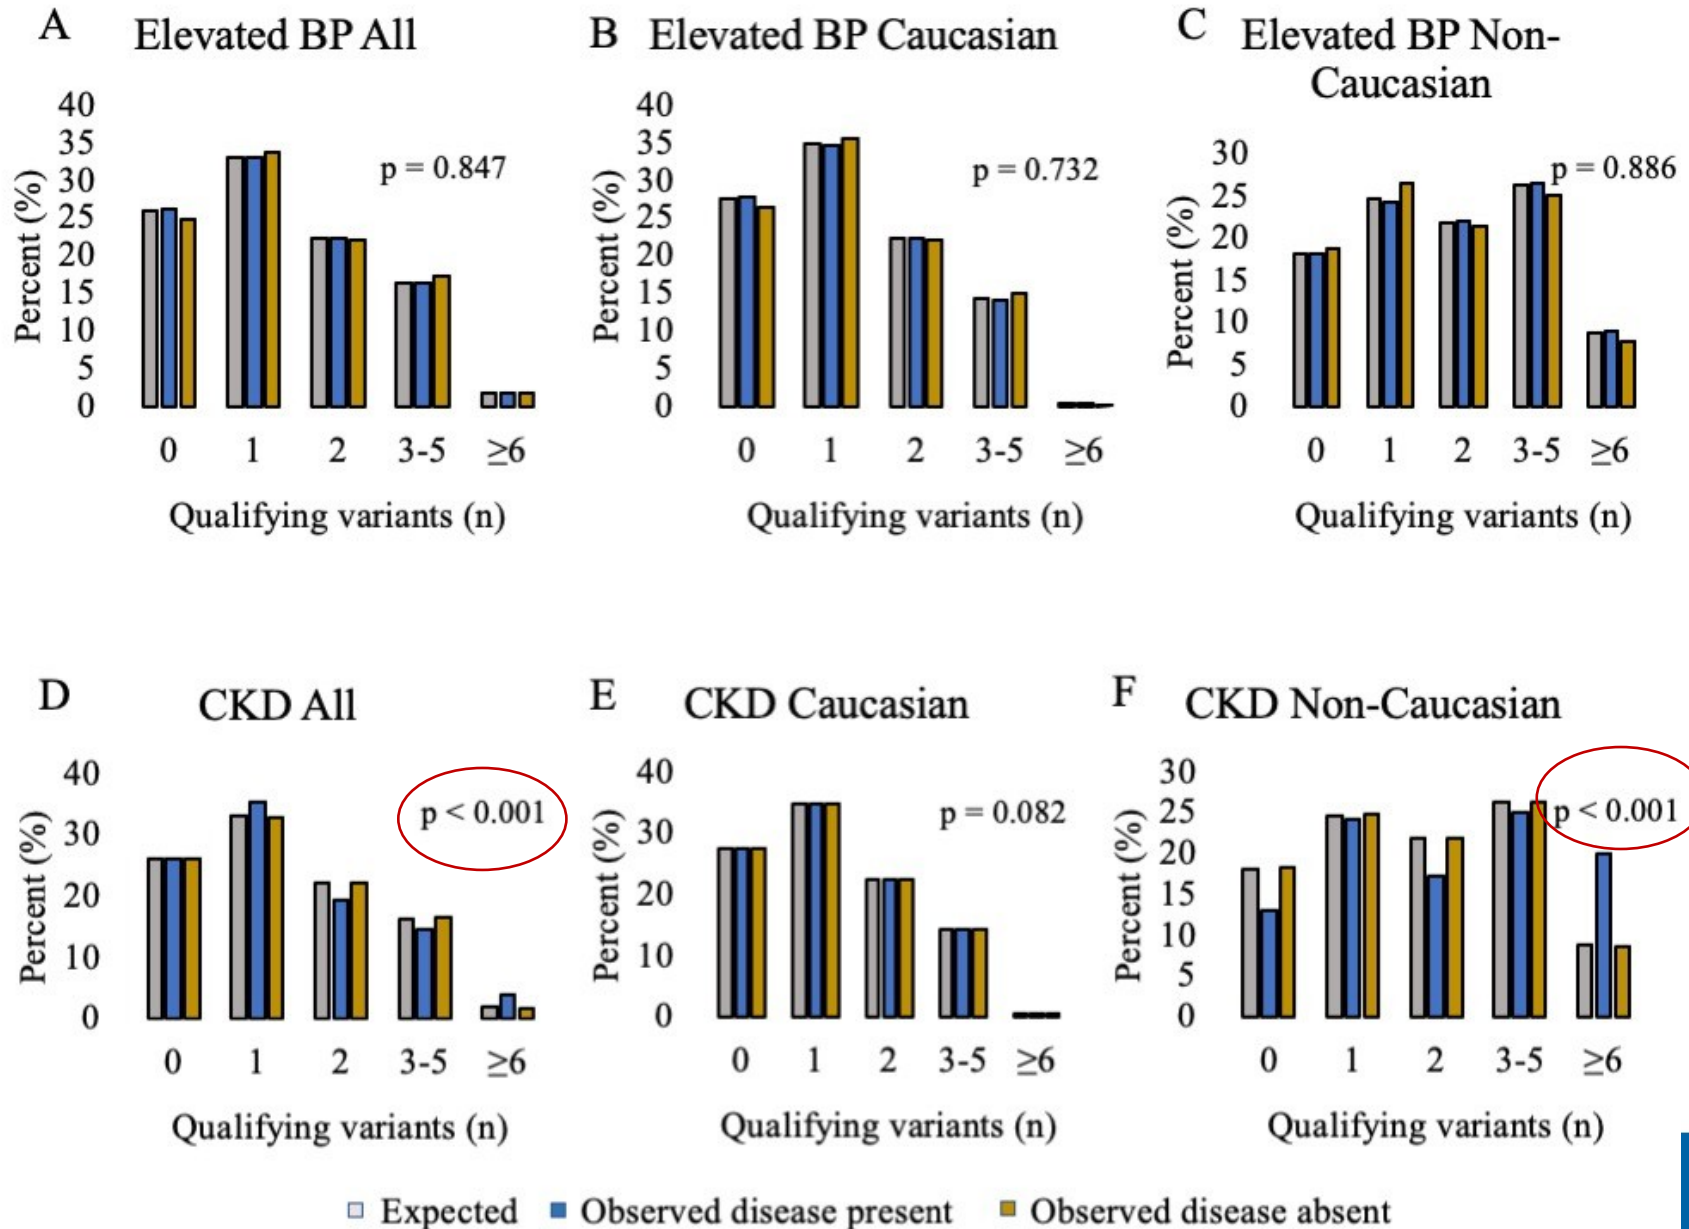 A
Elevated BP All
40
35
30
25
20
15
10
5
0
Percent (%)
p = 0.847
0 1 2 3-5 ≥6
Qualifying variants (n)
B
Elevated BP Caucasian
40
35
30
25
20
15
10
5
0
Percent (%)
p = 0.732
0 1 2 3-5 ≥6
Qualifying variants (n)
C
Elevated BP Non-
Caucasian
30
25
20
15
10
5
0
Percent (%)
p = 0.886
0 1 2 3-5 ≥6
Qualifying variants (n)
D
CKD All
40
30
20
10
0
Percent (%)
p < 0.001
0 1 2 3-5 ≥6
Qualifying variants (n)
E
CKD Caucasian
40
30
20
10
0
Percent (%)
p = 0.082
0 1 2 3-5 ≥6
Qualifying variants (n)
F
CKD Non-Caucasian
30
25
20
15
10
5
0
Percent (%)
p < 0.001
0 1 2 3-5 ≥6
Qualifying variants (n)
Expected Observed disease present Observed disease absent